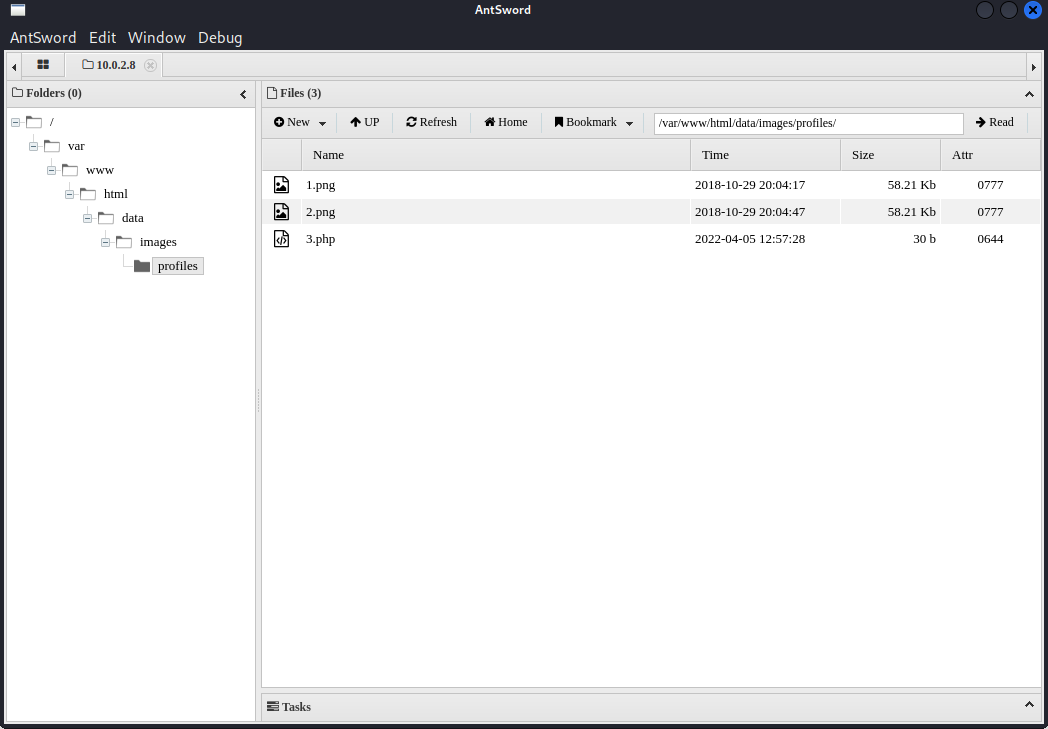 AntSword
AntSword Edit Window Debug
10.0.2.8
Folders (0)
Files (3)
New UP Refresh Home Bookmark /var/www/html/data/images/profiles/ Read
/
var
www
html
data
images
profiles
Name Time Size Attr
1.png 2018-10-29 20:04:17 58.21 Kb 0777
2.png 2018-10-29 20:04:47 58.21 Kb 0777
3.php 2022-04-05 12:57:28 30 b 0644
Tasks